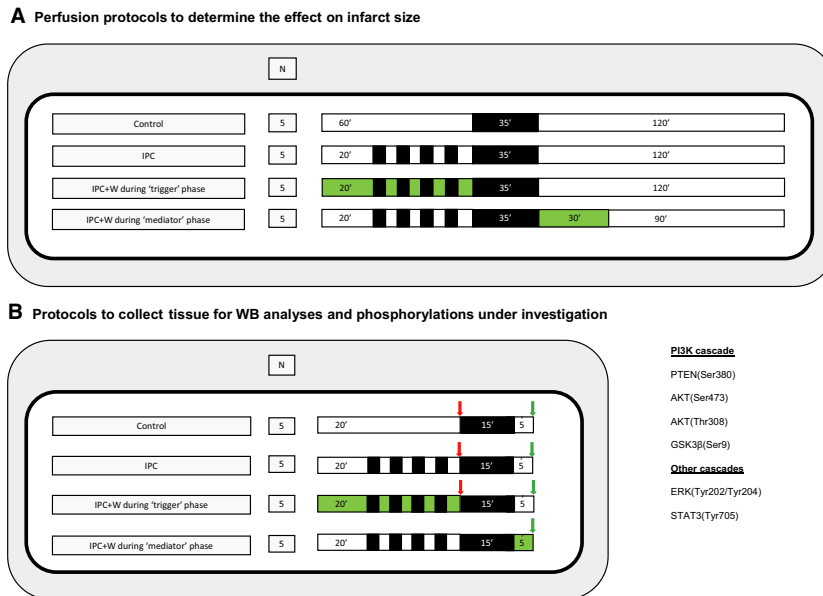 A Perfusion protocols to determine the effect on infarct size
N
Control 5 60’ 35’ 120’
IPC 5 20’ 35’ 120’
IPC+W during ‘trigger’ phase 5 20’ 35’ 120’
IPC+W during ‘mediator’ phase 5 20’ 35’ 30’ 90’
B Protocols to collect tissue for WB analyses and phosphorylations under investigation
N
Control 5 20’ 15’ 5’
IPC 5 20’ 15’ 5’
IPC+W during ‘trigger’ phase 5 20’ 15’ 5’
IPC+W during ‘mediator’ phase 5 20’ 15’ 5’
PI3K cascade
PTEN(Ser380)
AKT(Ser473)
AKT(Thr308)
GSK3β(Ser9)
Other cascades
ERK(Tyr202/Tyr204)
STAT3(Tyr705)